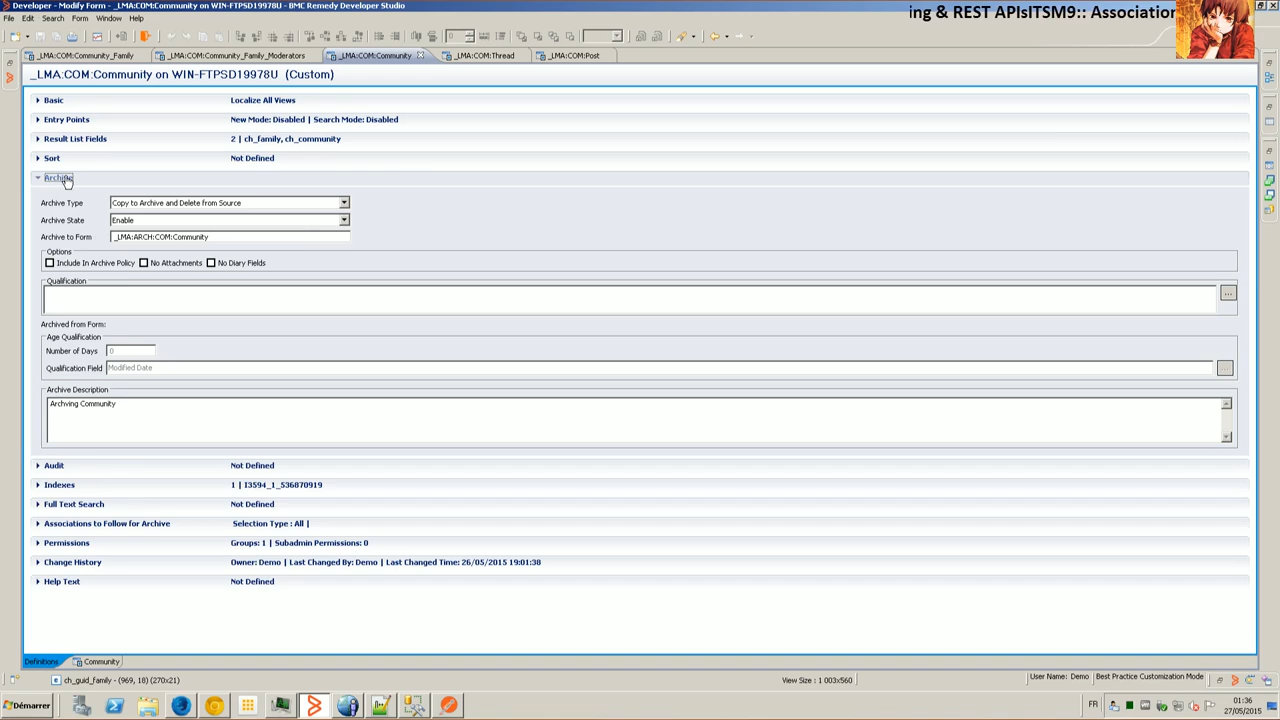 Developer - Modify Form - _LMA:COM:Community on WIN-FTPSD19978U - BMC Remedy Developer Studio
ing & REST APIsITSM9:: Association
File Edit Search Form Window Help
_LMA:COM:Community_Family _LMA:COM:Community_Family_Moderators _LMA:COM:Community _LMA:COM:Thread _LMA:COM:Post
_LMA:COM:Community on WIN-FTPSD19978U (Custom)
Basic Localize All Views
Entry Points New Mode: Disabled | Search Mode: Disabled
Result List Fields 2 | ch_family, ch_community
Sort Not Defined
Archive
Archive Type Copy to Archive and Delete from Source
Archive State Enable
Archive to Form _LMA:ARCH:COM:Community
Options
Include In Archive Policy No Attachments No Diary Fields
Qualification
...
Archived from Form:
Age Qualification
Number of Days 0
Qualification Field Modified Date ...
Archive Description
Archving Community
Audit Not Defined
Indexes 1 | I3594_1_536870919
Full Text Search Not Defined
Associations to Follow for Archive Selection Type : All |
Permissions Groups: 1 | Subadmin Permissions: 0
Change History Owner: Demo | Last Changed By: Demo | Last Changed Time: 26/05/2015 19:01:38
Help Text Not Defined
Definitions Community
ch_guid_family - (969, 18) (270x21) View Size : 1 003x560 User Name: Demo Best Practice Customization Mode
Démarrer FR 01:36
27/05/2015